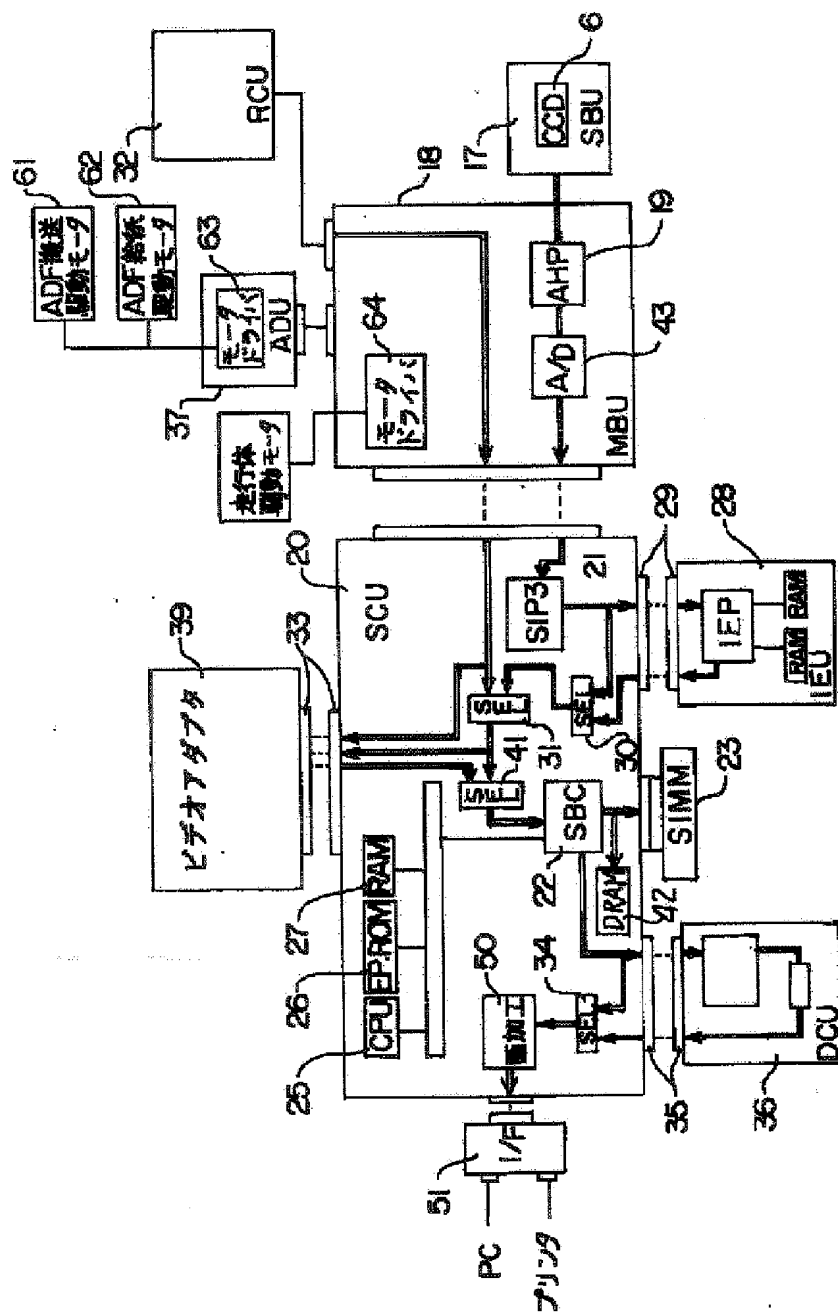 61
ADF搬送
駆動モータ
62
ADF給紙
駆動モータ
32
RCU
63
モータ
ドライバ
ADU
37
走行体
駆動モータ
64
モータ
ドライバ
18
17
CCD
6
SBU
AHP
19
A/D
43
MBU
39
ビデオアダプタ
33
20
SCU
21
SIP3
SEL
31
SEL
41
SEL
30
29
28
IEP
RAM
RAM
IEU
25
CPU
26
EP.ROM
27
RAM
SBC
22
DRAM
42
SIMM
23
50
34
SEL
35
36
DCU
I/F
51
PC
プリンタ